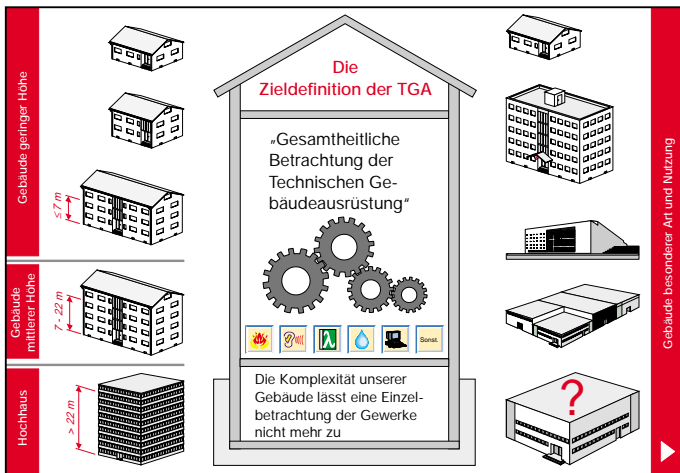 Gebäude geringer Höhe
≤ 7 m
Gebäude
mittlerer Höhe
7 - 22 m
Hochhaus
> 22 m
Die
Zieldefinition der TGA
„Gesamtheitliche
Betrachtung der
Technischen Ge-
bäudeausrüstung“
λ
Sonst.
Die Komplexität unserer
Gebäude lässt eine Einzel-
betrachtung der Gewerke
nicht mehr zu
?
Gebäude besonderer Art und Nutzung